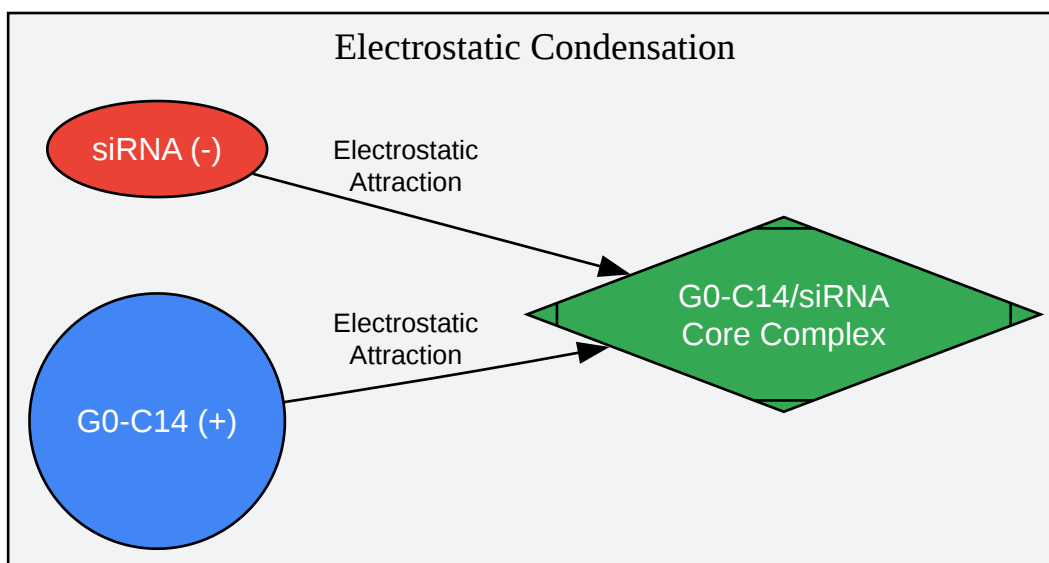 Electrostatic Condensation
siRNA (-)
Electrostatic
Attraction
G0-C14/siRNA
Core Complex
Electrostatic
Attraction
G0-C14 (+)